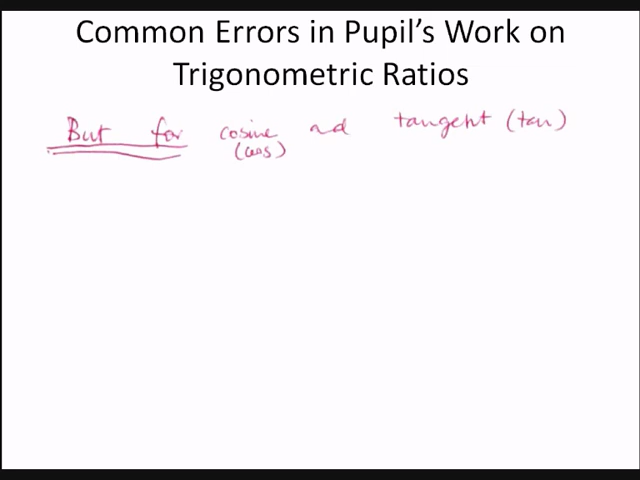 Common Errors in Pupil's Work on
Trigonometric Ratios
But for cosine and tangent (tan)
(cos)